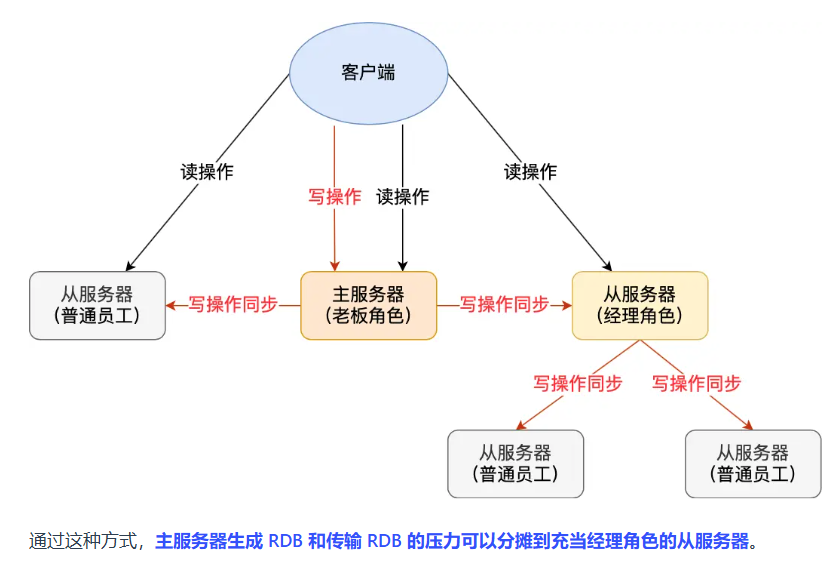 客户端
读操作
写操作
读操作
读操作
从服务器
(普通员工)
写操作同步
主服务器
(老板角色)
写操作同步
从服务器
(经理角色)
写操作同步
写操作同步
从服务器
(普通员工)
从服务器
(普通员工)
通过这种方式，主服务器生成 RDB 和传输 RDB 的压力可以分摊到充当经理角色的从服务器。